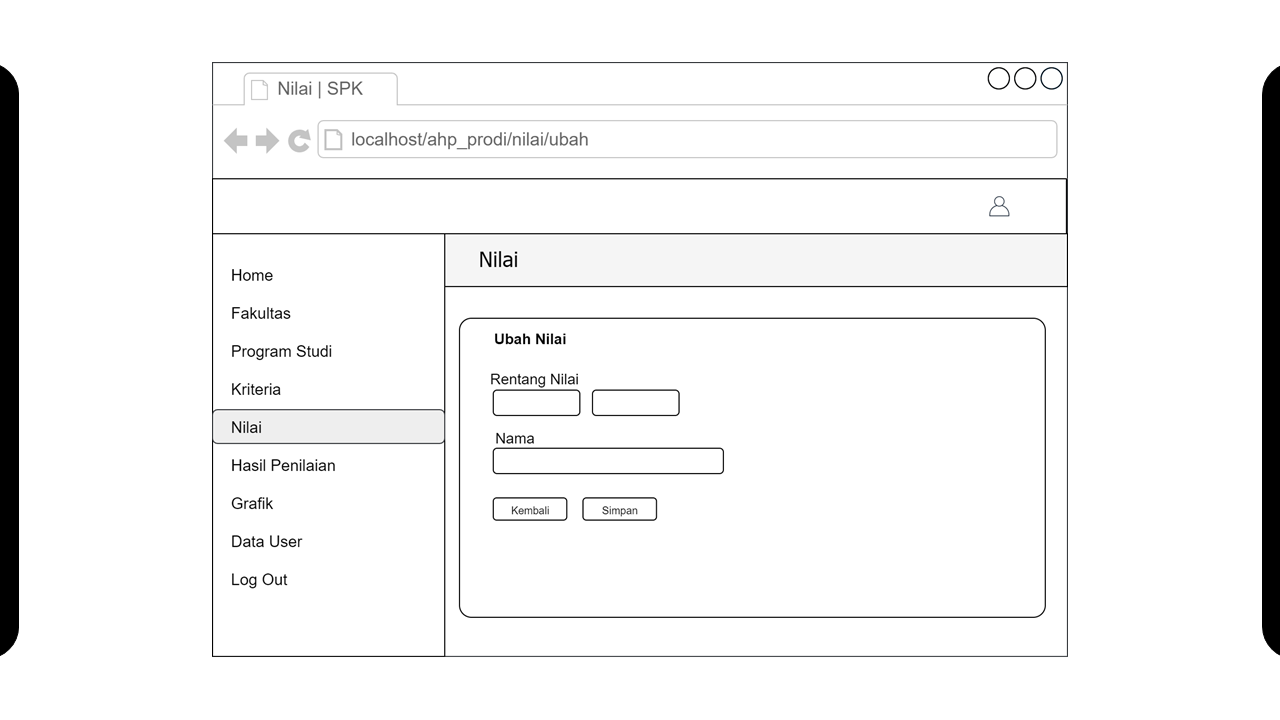 Nilai | SPK
localhost/ahp_prodi/nilai/ubah
Nilai
Home
Fakultas
Program Studi
Kriteria
Nilai
Hasil Penilaian
Grafik
Data User
Log Out
Ubah Nilai
Rentang Nilai
Nama
Kembali Simpan